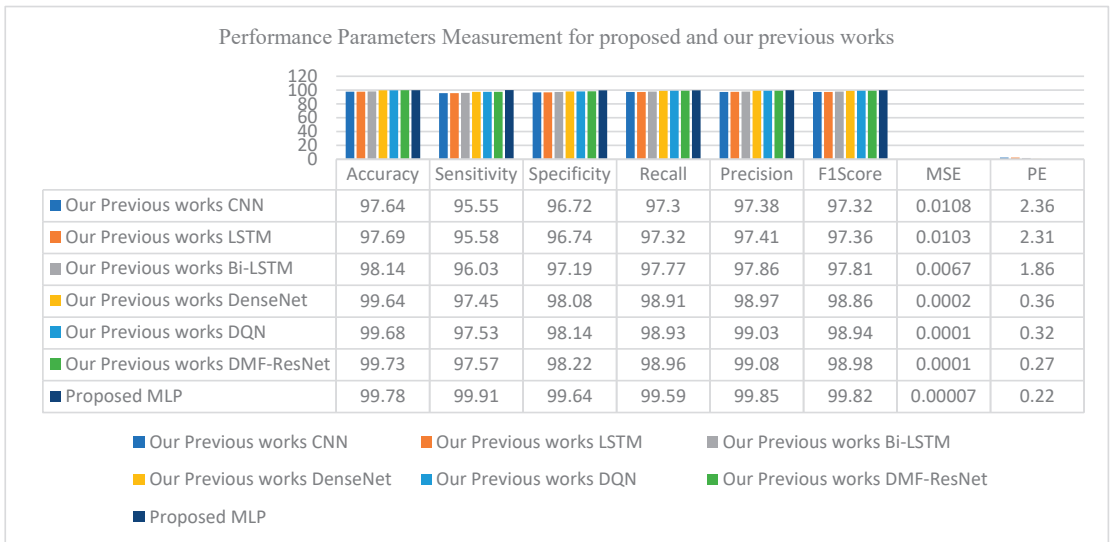 Performance Parameters Measurement for proposed and our previous works
120
100
80
60
40
20
0
Accuracy Sensitivity Specificity Recall Precision F1Score MSE PE
Our Previous works CNN 97.64 95.55 96.72 97.3 97.38 97.32 0.0108 2.36
Our Previous works LSTM 97.69 95.58 96.74 97.32 97.41 97.36 0.0103 2.31
Our Previous works Bi-LSTM 98.14 96.03 97.19 97.77 97.86 97.81 0.0067 1.86
Our Previous works DenseNet 99.64 97.45 98.08 98.91 98.97 98.86 0.0002 0.36
Our Previous works DQN 99.68 97.53 98.14 98.93 99.03 98.94 0.0001 0.32
Our Previous works DMF-ResNet 99.73 97.57 98.22 98.96 99.08 98.98 0.0001 0.27
Proposed MLP 99.78 99.91 99.64 99.59 99.85 99.82 0.00007 0.22
Our Previous works CNN Our Previous works LSTM Our Previous works Bi-LSTM
Our Previous works DenseNet Our Previous works DQN Our Previous works DMF-ResNet
Proposed MLP